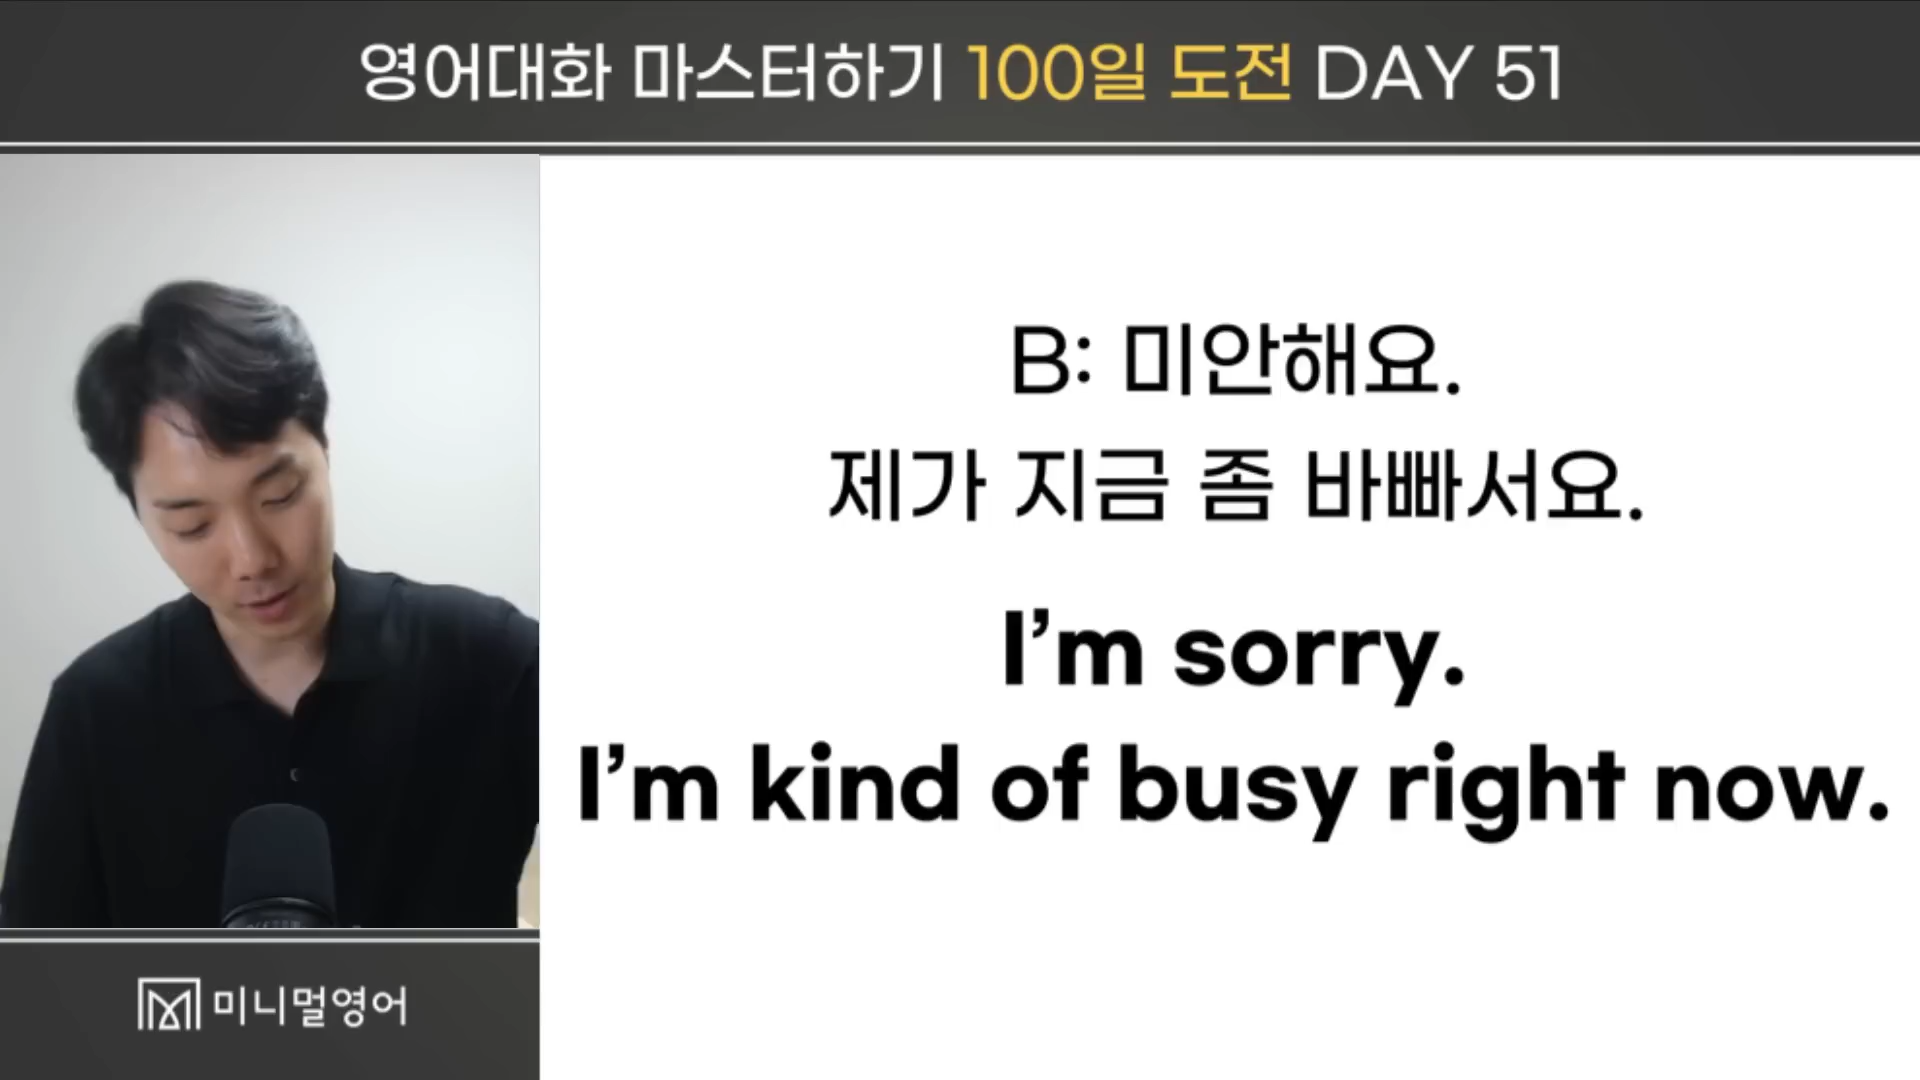 영어대화 마스터하기 100일 도전 DAY 51
B: 미안해요.
제가 지금 좀 바빠서요.
I’m sorry.
I’m kind of busy right now.
미니멀영어